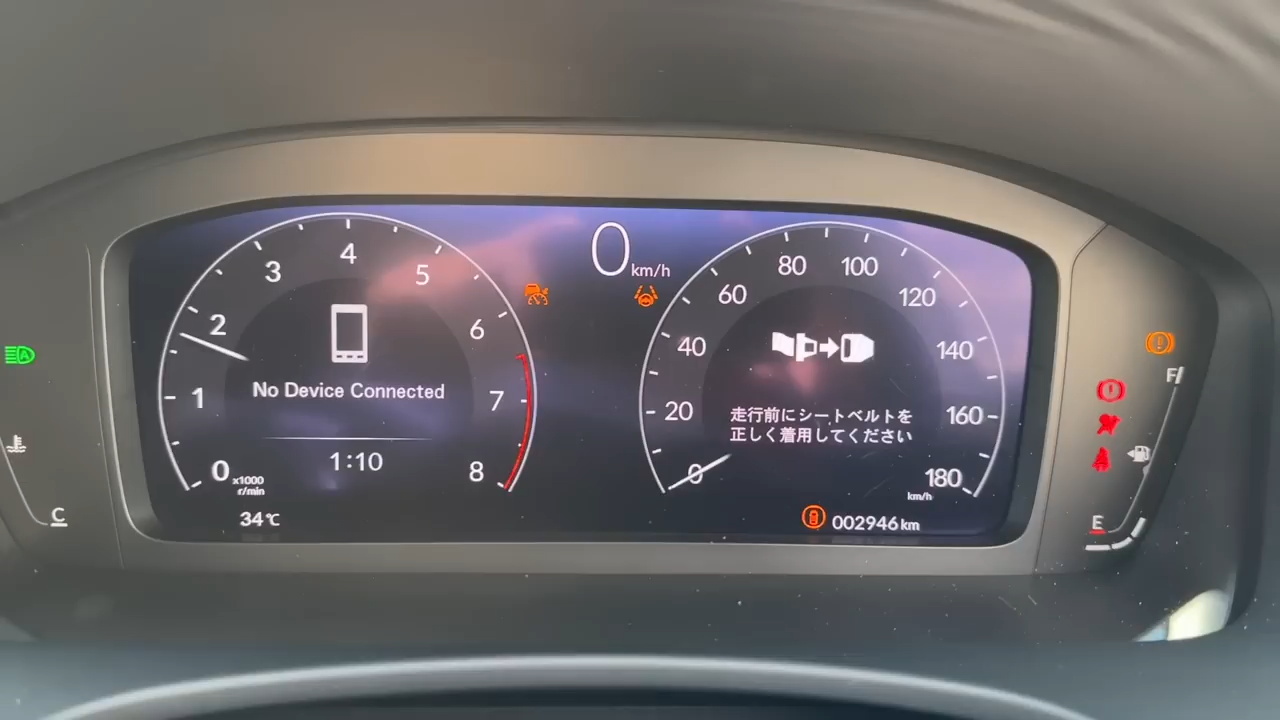 0 km/h
0
1
2
3
4
5
6
7
8
x1000
r/min
No Device Connected
1:10
34℃
0
20
40
60
80
100
120
140
160
180
km/h
走行前にシートベルトを
正しく着用してください
002946 km
A
C
F
E